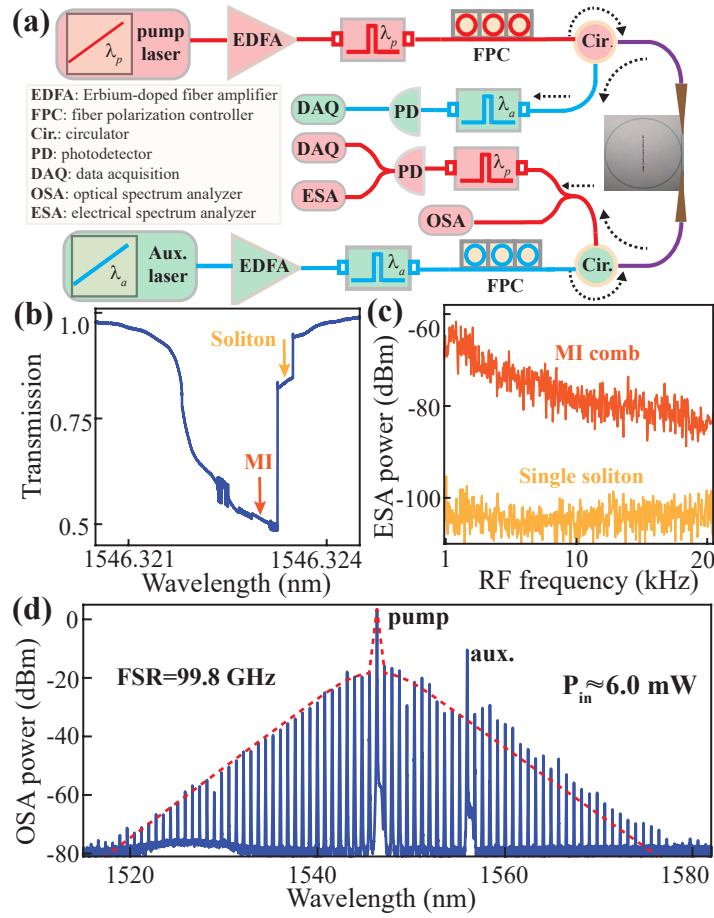 (a)
pump
laser
λp
EDFA
λp
FPC
Cir.
EDFA: Erbium-doped fiber amplifier
FPC: fiber polarization controller
Cir.: circulator
PD: photodetector
DAQ: data acquisition
OSA: optical spectrum analyzer
ESA: electrical spectrum analyzer
DAQ
PD
λa
DAQ
ESA
PD
λp
OSA
Aux.
laser
λa
EDFA
λa
FPC
Cir.
(b)
Transmission
1.0
0.75
0.5
Soliton
MI
1546.321
1546.324
Wavelength (nm)
(c)
ESA power (dBm)
-60
-80
-100
MI comb
Single soliton
1
10
20
RF frequency (kHz)
(d)
OSA power (dBm)
0
-20
-40
-60
-80
pump
aux.
FSR=99.8 GHz
Pin≈6.0 mW
1520
1540
1560
1582
Wavelength (nm)